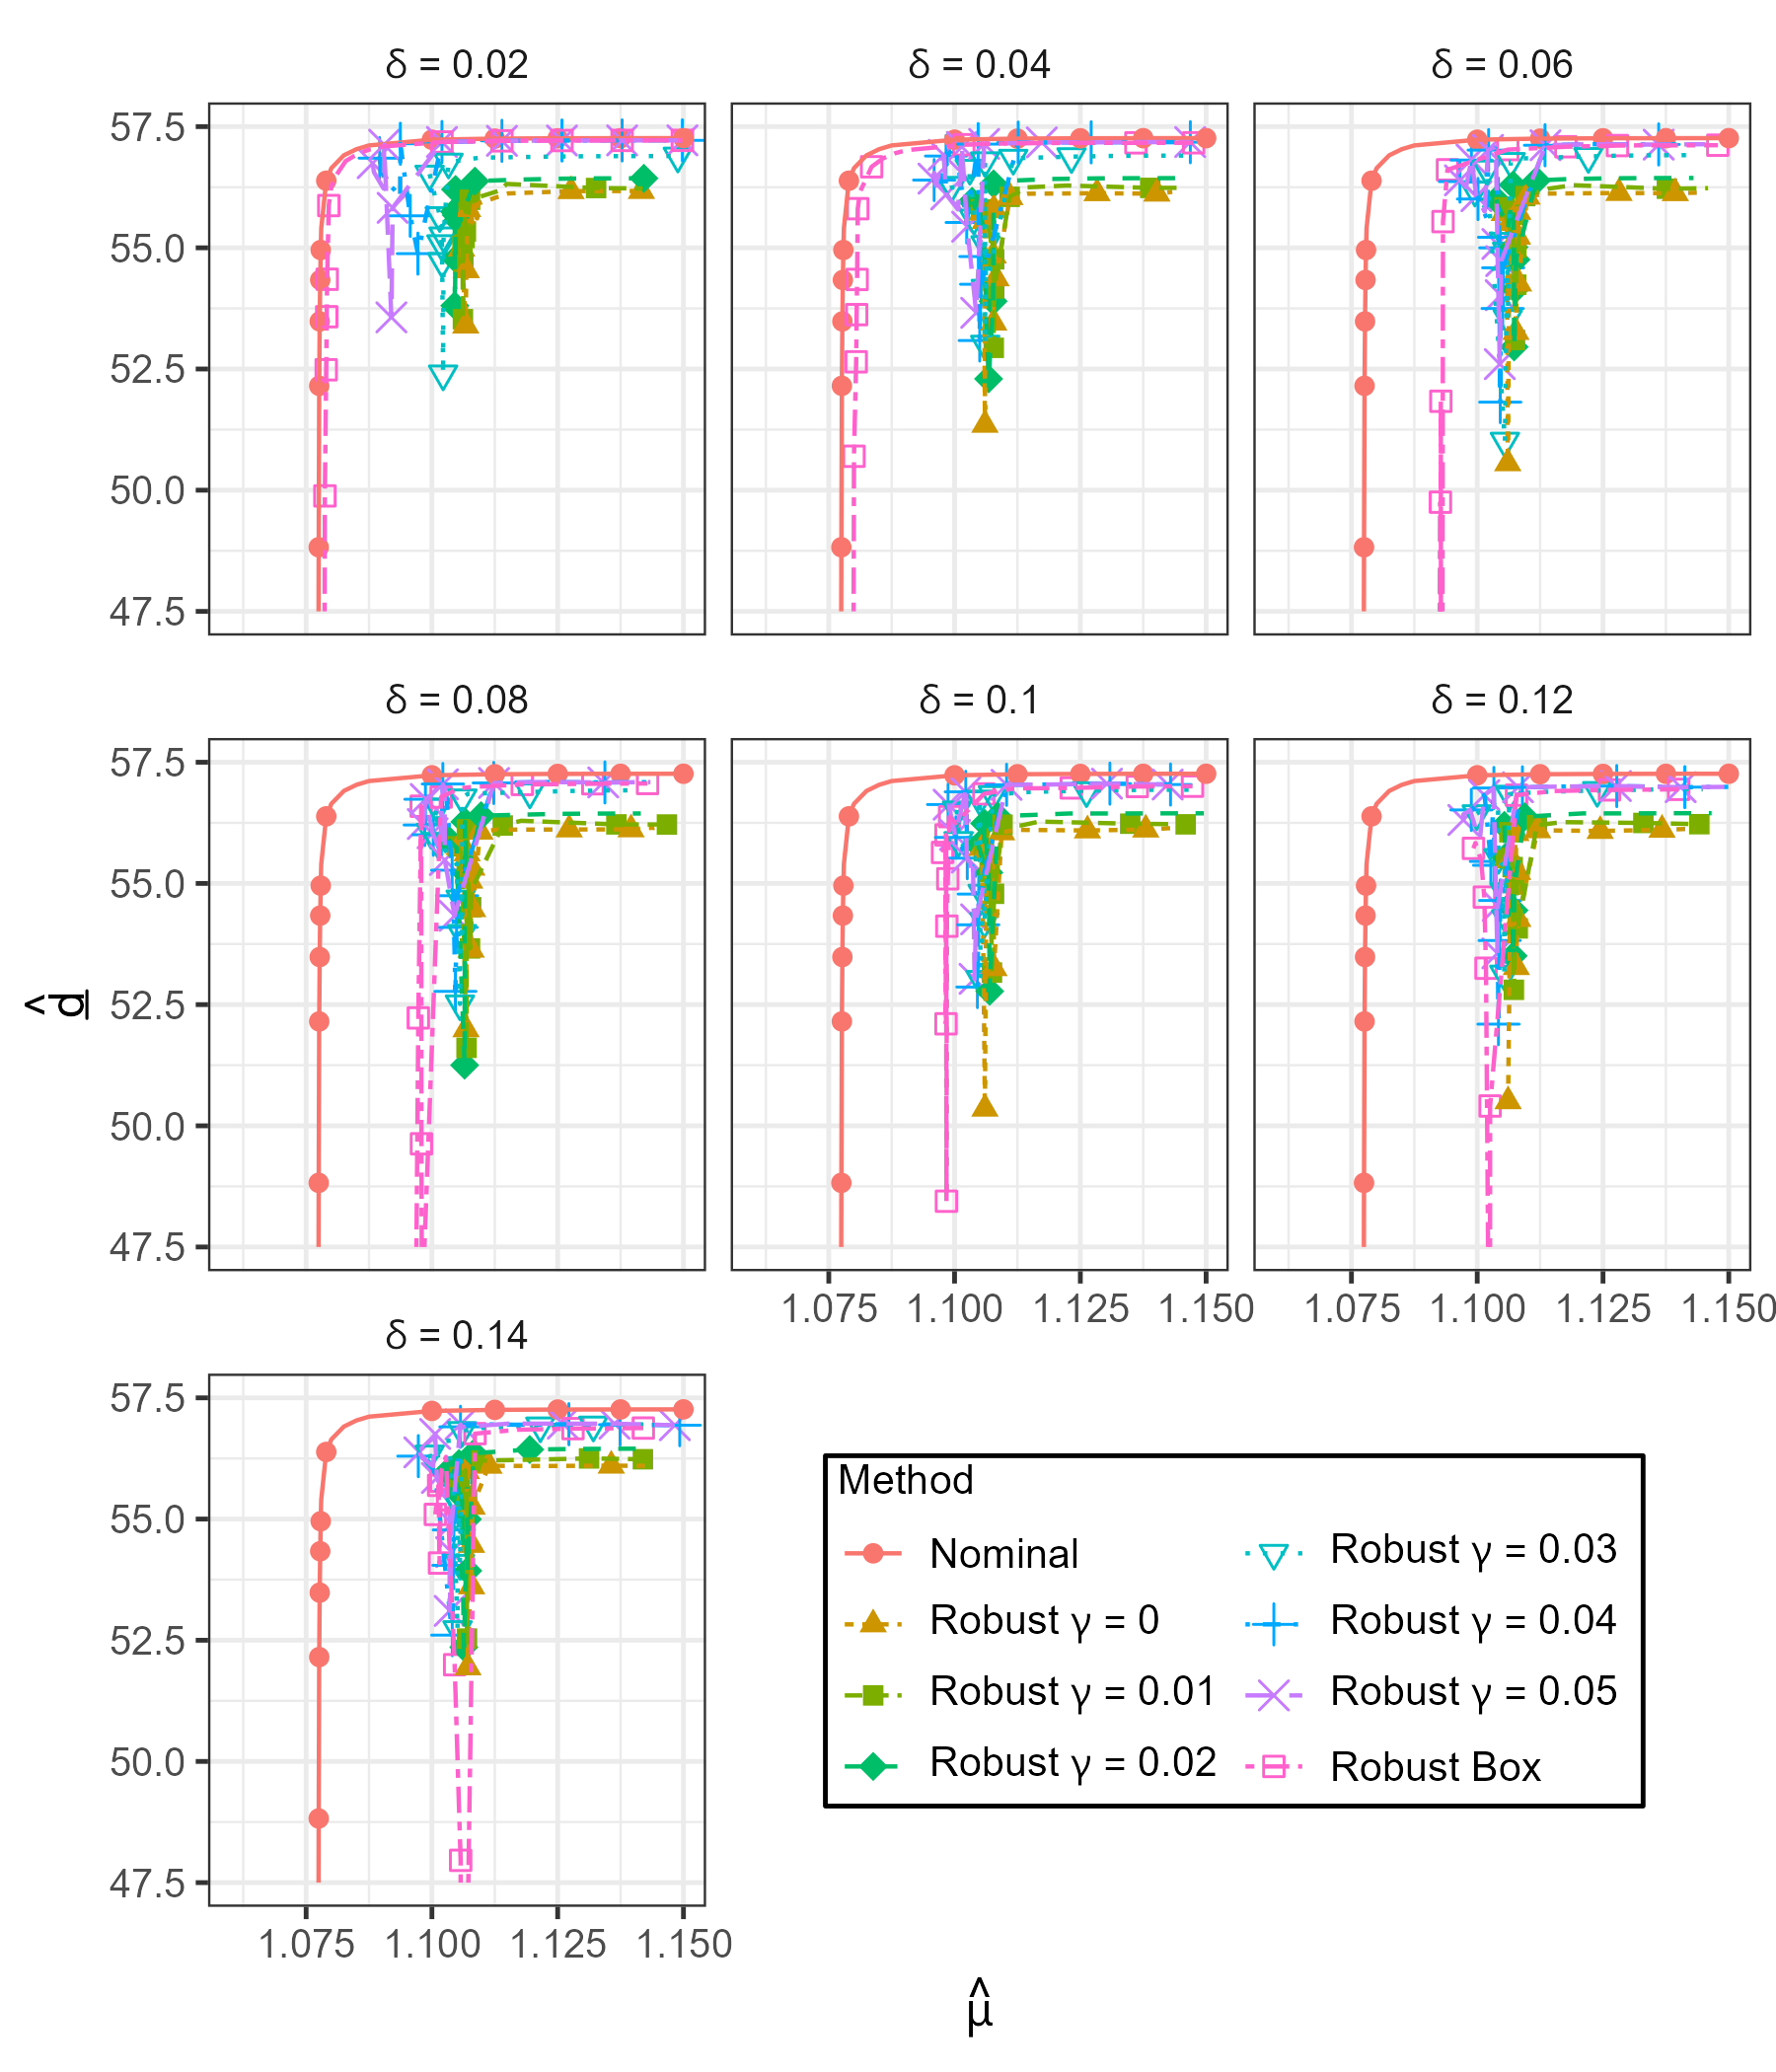 δ = 0.02
δ = 0.04
δ = 0.06
57.5
55.0
52.5
50.0
47.5
δ = 0.08
δ = 0.1
δ = 0.12
57.5
55.0
52.5
50.0
47.5
1.075 1.100 1.125 1.150
1.075 1.100 1.125 1.150
δ = 0.14
57.5
55.0
52.5
50.0
47.5
1.075 1.100 1.125 1.150
d̲̂
μ̂
Method
Nominal
Robust γ = 0
Robust γ = 0.01
Robust γ = 0.02
Robust γ = 0.03
Robust γ = 0.04
Robust γ = 0.05
Robust Box